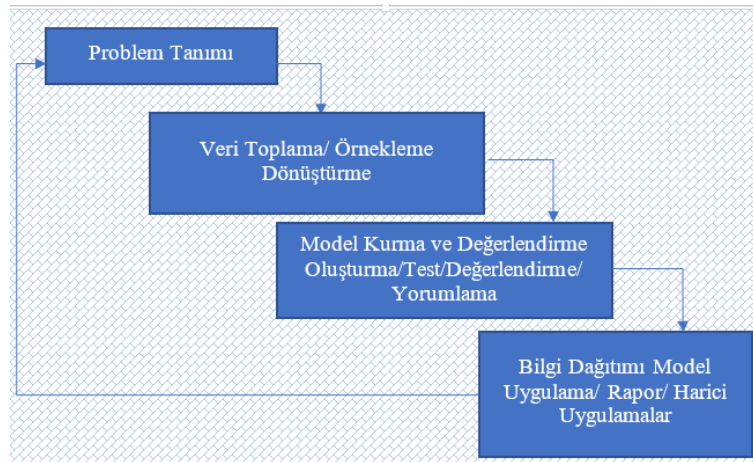 Problem Tanımı
Veri Toplama/ Örnekleme
Dönüştürme
Model Kurma ve Değerlendirme
Oluşturma/Test/Değerlendirme/
Yorumlama
Bilgi Dağıtımı Model
Uygulama/ Rapor/ Harici
Uygulamalar